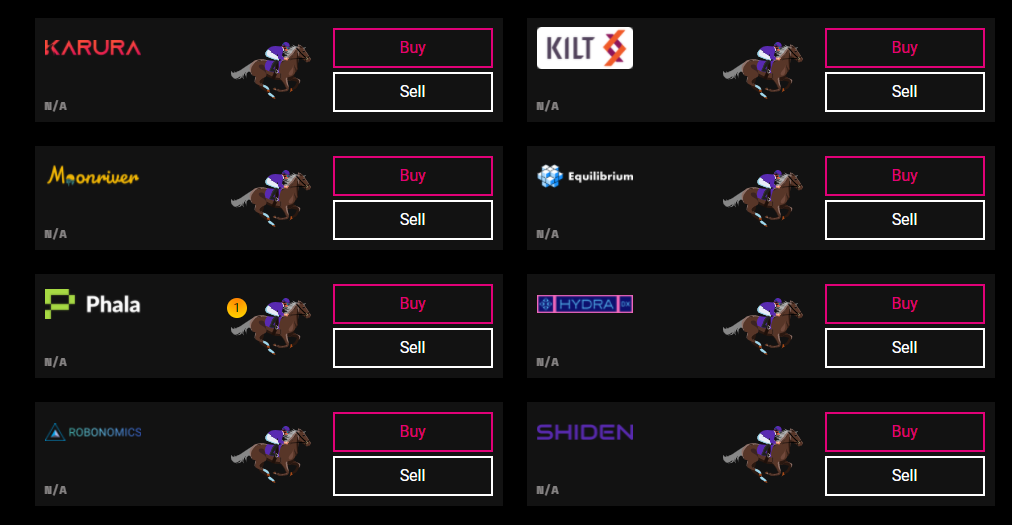 KARURA
Buy
Sell
N/A
KILT
Buy
Sell
N/A
Moonriver
Buy
Sell
N/A
Equilibrium
Buy
Sell
N/A
Phala
1
Buy
Sell
N/A
HYDRA DX
Buy
Sell
N/A
ROBONOMICS
Buy
Sell
N/A
SHIDEN
Buy
Sell
N/A